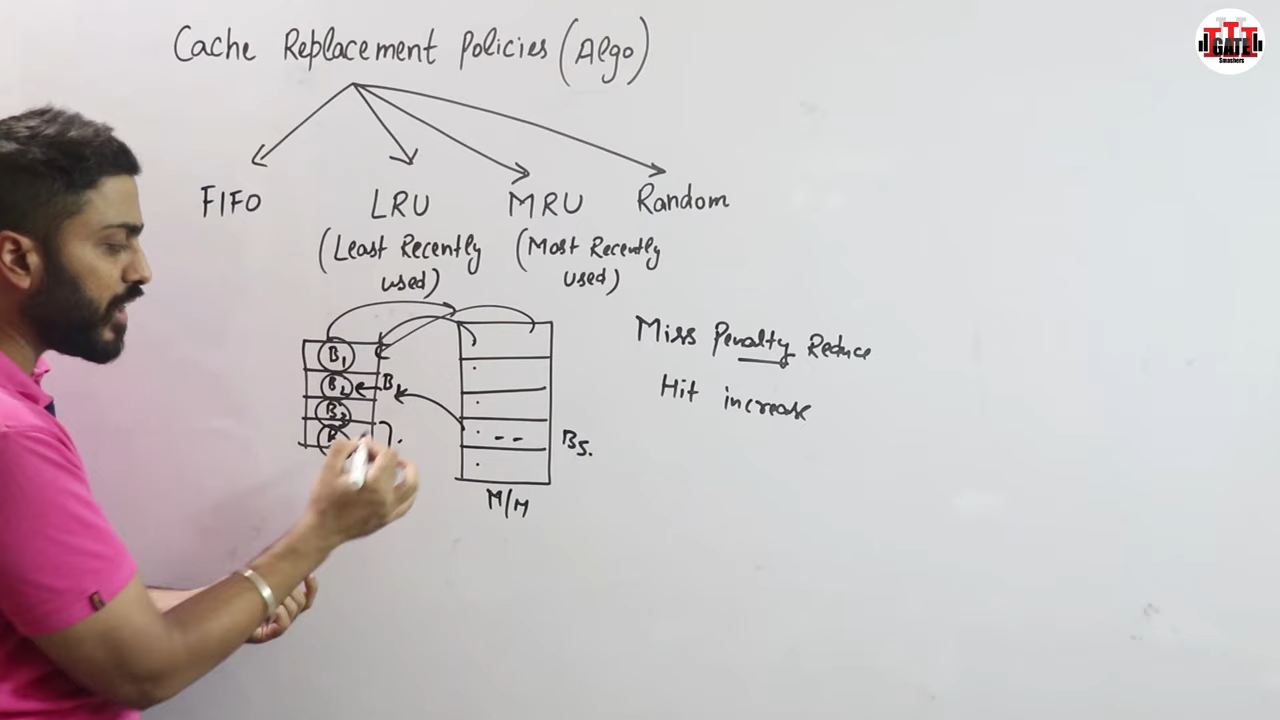 Cache Replacement Policies (Algo)
FIFO
LRU
MRU
Random
(Least Recently
used)
(Most Recently
used)
B1
B2
B
B3
B
B5.
M/M
Miss Penalty Reduce
Hit increase
GATE
Smashers